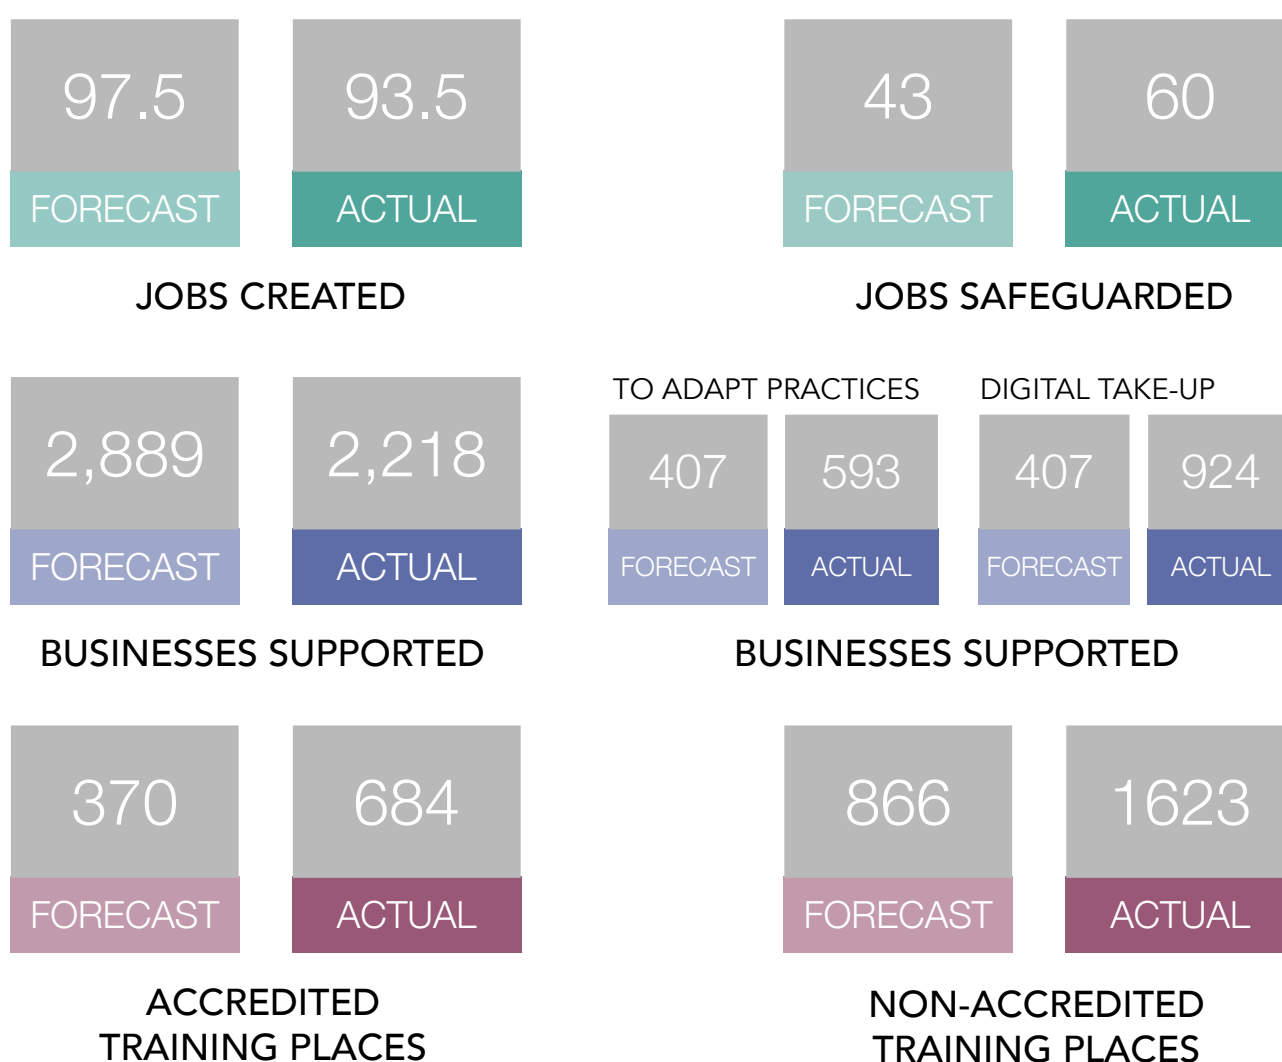 97.5
93.5
FORECAST
ACTUAL
JOBS CREATED
43
60
FORECAST
ACTUAL
JOBS SAFEGUARDED
2,889
2,218
FORECAST
ACTUAL
BUSINESSES SUPPORTED
TO ADAPT PRACTICES
407
593
FORECAST
ACTUAL
DIGITAL TAKE-UP
407
924
FORECAST
ACTUAL
BUSINESSES SUPPORTED
370
684
FORECAST
ACTUAL
ACCREDITED
TRAINING PLACES
866
1623
FORECAST
ACTUAL
NON-ACCREDITED
TRAINING PLACES